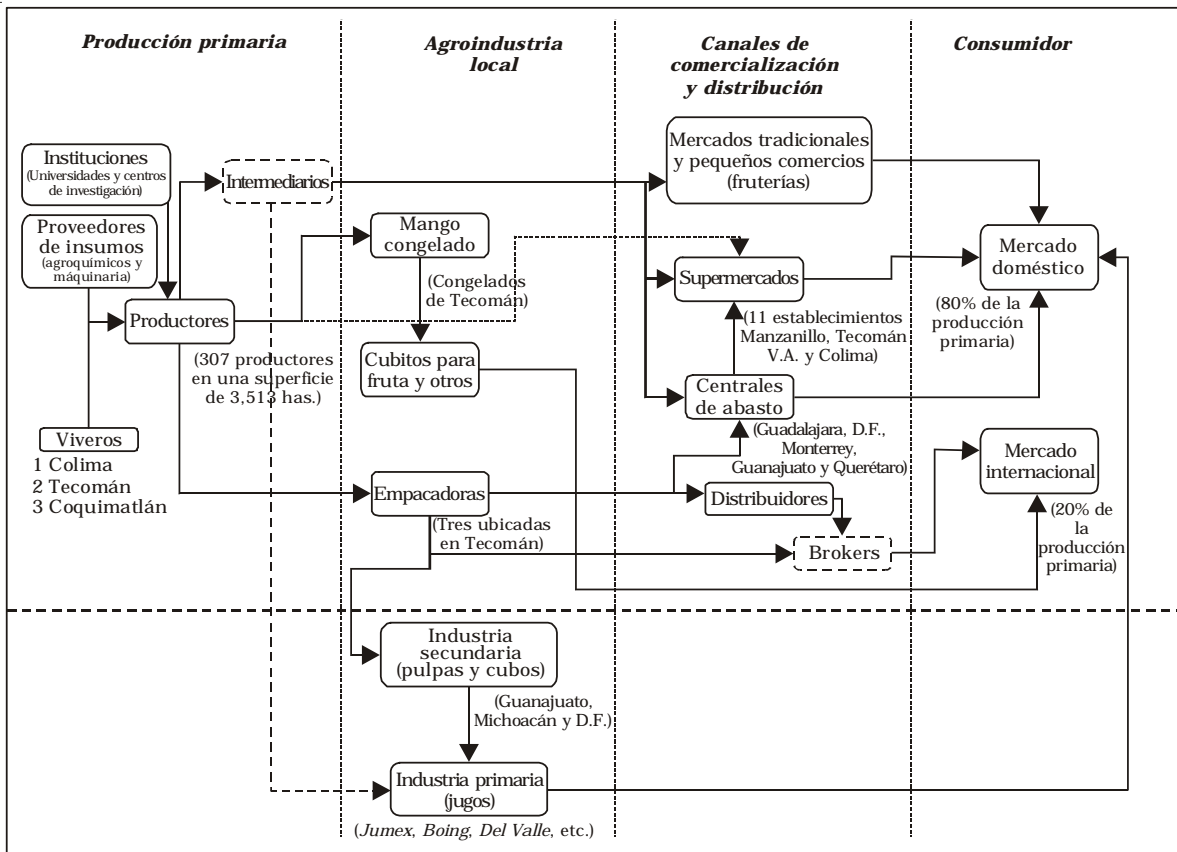 Producción primaria
Agroindustria
local
Canales de
comercialización
y distribución
Consumidor
Instituciones
(Universidades y centros
de investigación)
Proveedores
de insumos
(agroquímicos y
máquinaria)
Productores
(307 productores
en una superficie
de 3,513 has.)
Viveros
1 Colima
2 Tecomán
3 Coquimatlán
Intermediarios
Mango
congelado
(Congelados
de Tecomán)
Cubitos para
fruta y otros
Empacadoras
(Tres ubicadas
en Tecomán)
Mercados tradicionales
y pequeños comercios
(fruterías)
Supermercados
(11 establecimientos
Manzanillo, Tecomán
V.A. y Colima)
Centrales
de abasto
(Guadalajara, D.F.,
Monterrey,
Guanajuato y Querétaro)
Distribuidores
Brokers
Mercado
doméstico
(80% de la
producción
primaria)
Mercado
internacional
(20% de
la
producción
primaria)
Industria
secundaria
(pulpas y cubos)
(Guanajuato,
Michoacán y D.F.)
Industria primaria
(jugos)
(Jumex, Boing, Del Valle, etc.)